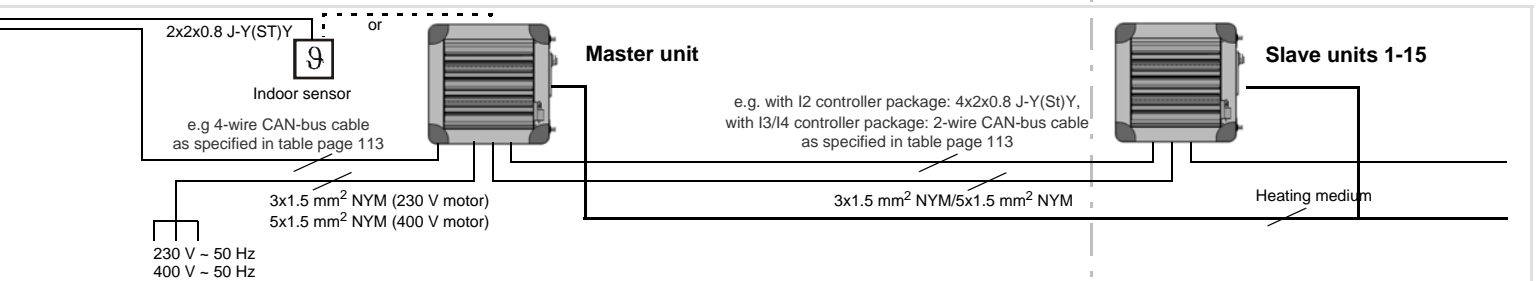 or
2x2x0.8 J-Y(ST)Y
ϑ
Indoor sensor
Master unit
Slave units 1-15
e.g 4-wire CAN-bus cable
as specified in table page 113
e.g. with I2 controller package: 4x2x0.8 J-Y(St)Y,
with I3/I4 controller package: 2-wire CAN-bus cable
as specified in table page 113
3x1.5 mm2 NYM (230 V motor)
5x1.5 mm2 NYM (400 V motor)
3x1.5 mm2 NYM/5x1.5 mm2 NYM
Heating medium
230 V ~ 50 Hz
400 V ~ 50 Hz